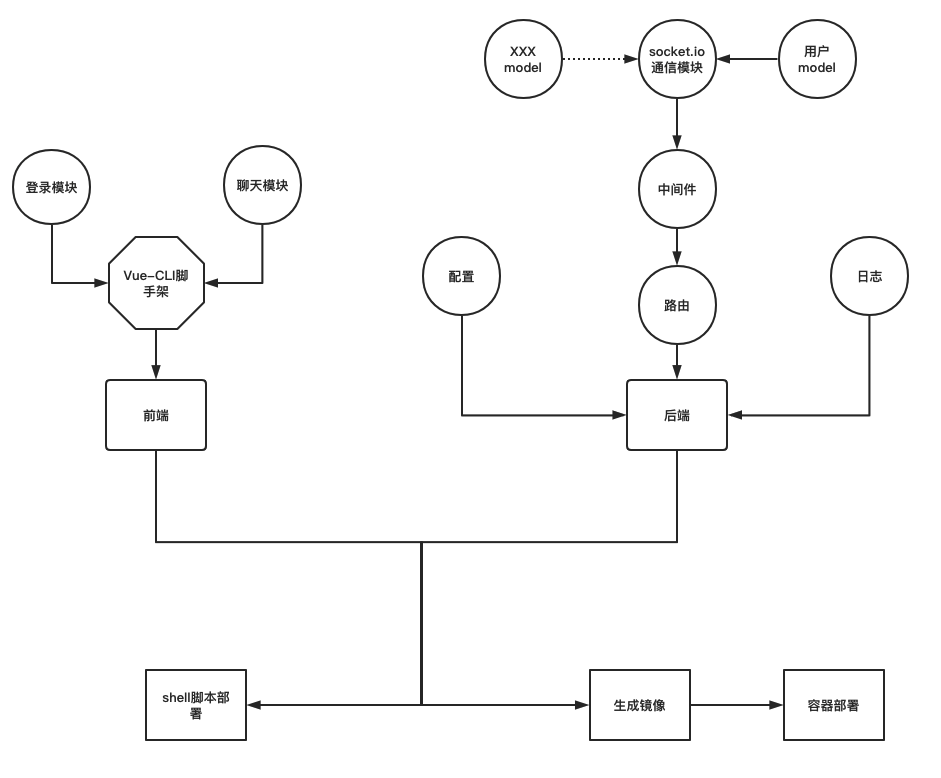 XXX
model
socket.io
通信模块
用户
model
登录模块
聊天模块
中间件
Vue-CLI脚
手架
配置
路由
日志
前端
后端
shell脚本部
署
生成镜像
容器部署